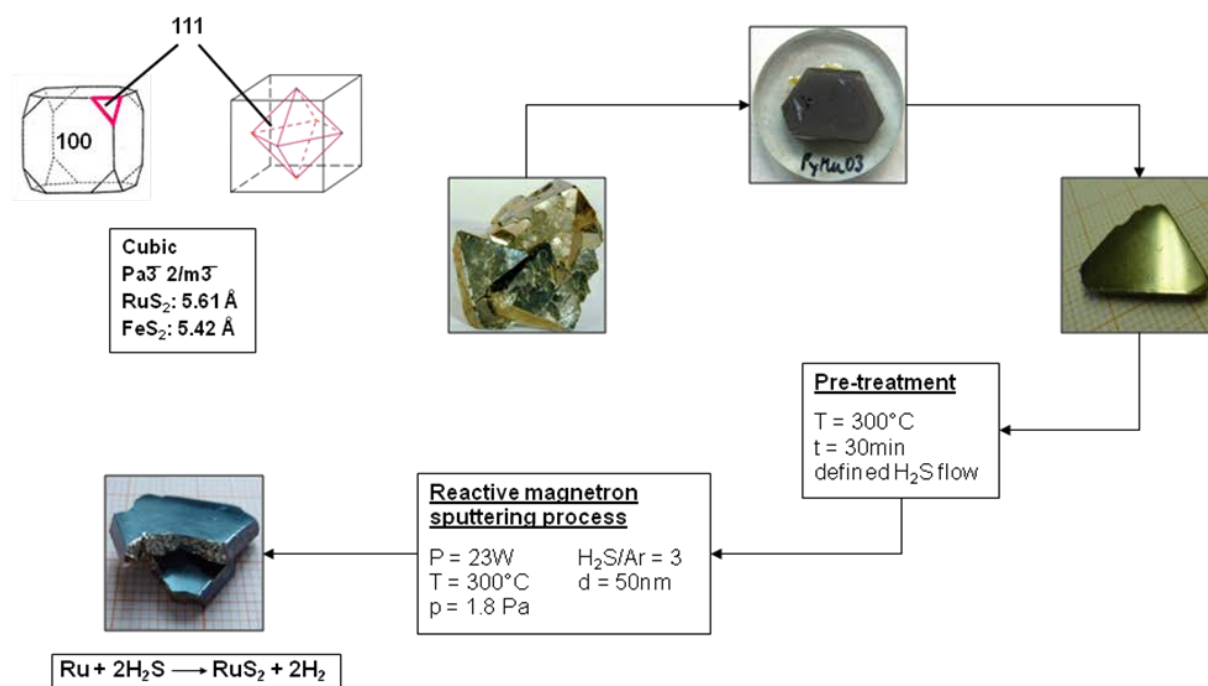 111
100
Cubic
Pa3̅ 2/m3̅
RuS₂: 5.61 Å
FeS₂: 5.42 Å
PyMu03
Pre-treatment
T = 300°C
t = 30min
defined H₂S flow
Reactive magnetron
sputtering process
P = 23W H₂S/Ar = 3
T = 300°C d = 50nm
p = 1.8 Pa
Ru + 2H₂S → RuS₂ + 2H₂